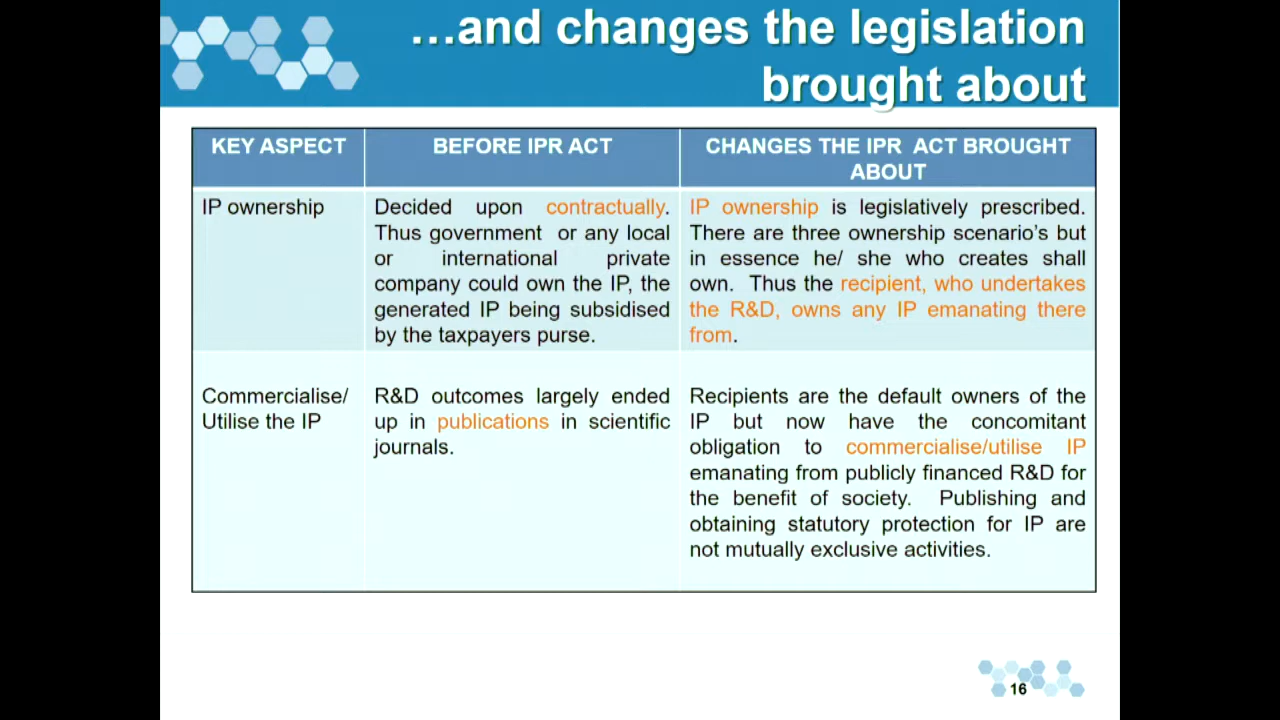 …and changes the legislation
brought about
KEY ASPECT
BEFORE IPR ACT
CHANGES THE IPR ACT BROUGHT
ABOUT
IP ownership
Decided upon contractually.
Thus government or any local
or international private
company could own the IP, the
generated IP being subsidised
by the taxpayers purse.
IP ownership is legislatively prescribed.
There are three ownership scenario's but
in essence he/ she who creates shall
own. Thus the recipient, who undertakes
the R&D, owns any IP emanating there
from.
Commercialise/
Utilise the IP
R&D outcomes largely ended
up in publications in scientific
journals.
Recipients are the default owners of the
IP but now have the concomitant
obligation to commercialise/utilise IP
emanating from publicly financed R&D for
the benefit of society. Publishing and
obtaining statutory protection for IP are
not mutually exclusive activities.
16